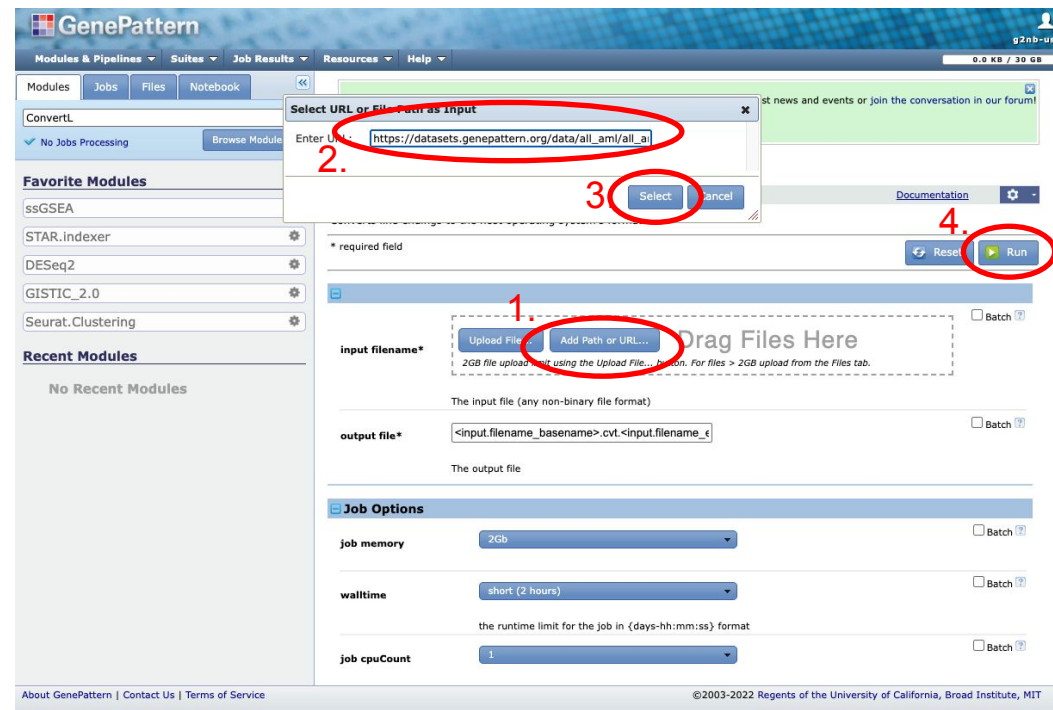 GenePattern
g2nb-u
Modules & Pipelines Suites Job Results Resources Help
0.0 KB / 30 GB
Modules Jobs Files Notebook
st news and events or join the conversation in our forum!
ConvertL
No Jobs Processing
Browse Module
Select URL or File Path as Input
Enter URL:
https://datasets.genepattern.org/data/all_aml/all_a
2.
3.
Select
Cancel
Favorite Modules
ssGSEA
STAR.indexer
DESeq2
GISTIC_2.0
Seurat.Clustering
Recent Modules
No Recent Modules
Documentation
4.
* required field
Reset
Run
1.
Batch
input filename*
Upload File...
Add Path or URL...
Drag Files Here
2GB file upload limit using the Upload File... button. For files > 2GB upload from the Files tab.
The input file (any non-binary file format)
Batch
output file*
<input.filename_basename>.cvt.<input.filename_e
The output file
Job Options
job memory
2Gb
Batch
walltime
short (2 hours)
Batch
the runtime limit for the job in {days-hh:mm:ss} format
job cpuCount
1
Batch
About GenePattern | Contact Us | Terms of Service
©2003-2022 Regents of the University of California, Broad Institute, MIT